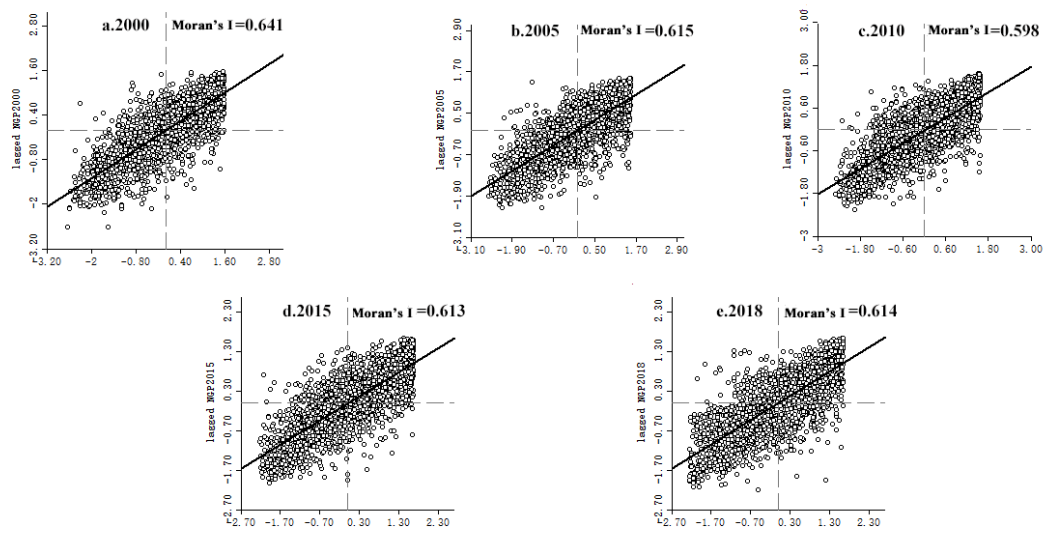 a.2000 Moran's I=0.641
lagged NGP2000
2.80
1.60
0.40
-0.80
-2
-3.20
-3.20 -2 -0.80 0.40 1.60 2.80
b.2005 Moran's I=0.615
lagged NGP2005
2.90
1.70
0.50
-0.70
-1.90
-3.10
-3.10 -1.90 -0.70 0.50 1.70 2.90
c.2010 Moran's I=0.598
lagged NGP2010
3.00
1.80
0.60
-0.60
-1.80
-3
-3 -1.80 -0.60 0.60 1.80 3.00
d.2015 Moran's I=0.613
lagged NGP2015
2.30
1.30
0.30
-0.70
-1.70
-2.70
-2.70 -1.70 -0.70 0.30 1.30 2.30
e.2018 Moran's I=0.614
lagged NGP2018
2.30
1.30
0.30
-0.70
-1.70
-2.70
-2.70 -1.70 -0.70 0.30 1.30 2.30